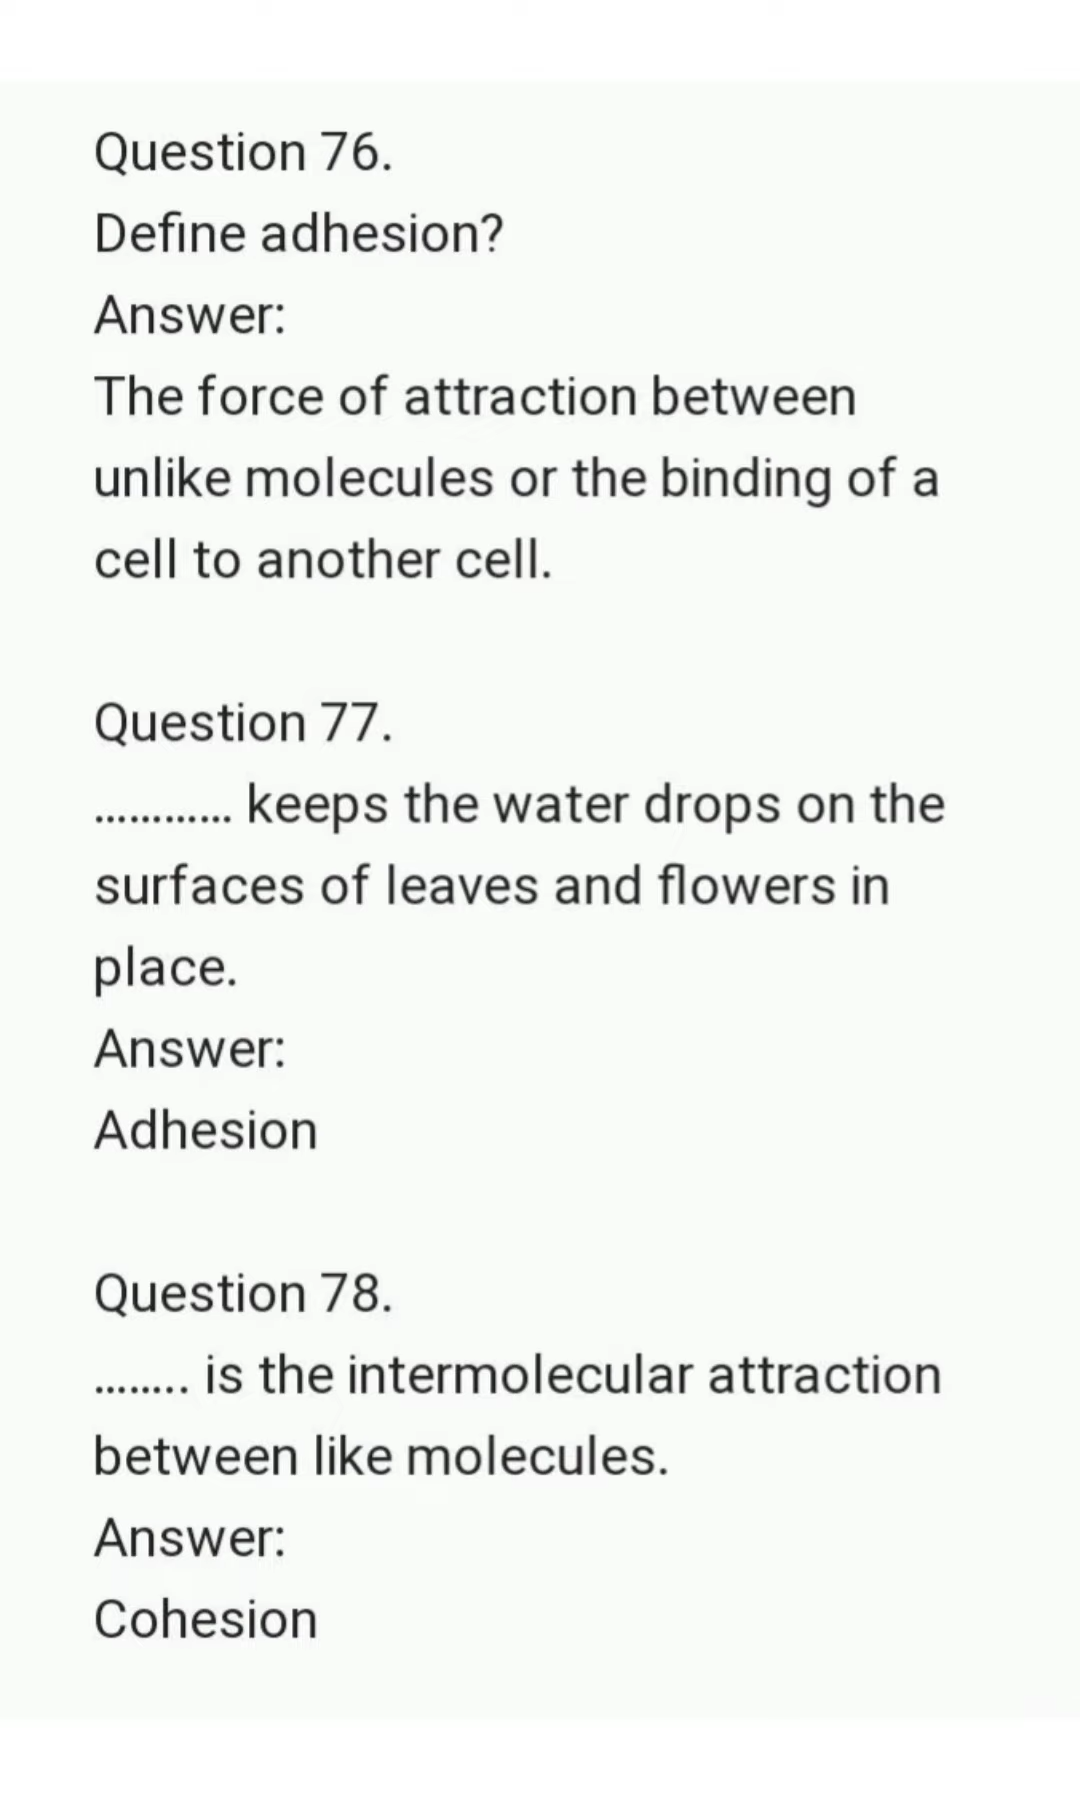 Question 76.
Define adhesion?
Answer:
The force of attraction between
unlike molecules or the binding of a
cell to another cell.
Question 77.
………… keeps the water drops on the
surfaces of leaves and flowers in
place.
Answer:
Adhesion
Question 78.
…….. is the intermolecular attraction
between like molecules.
Answer:
Cohesion